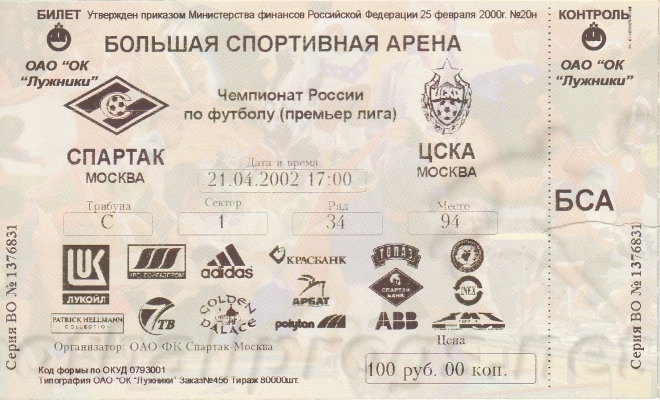 БИЛЕТ Утвержден приказом Министерства финансов Российской Федерации 25 февраля 2000г. №20н
ОАО "ОК "Лужники"
БОЛЬШАЯ СПОРТИВНАЯ АРЕНА
Чемпионат России
по футболу (премьер лига)
СПАРТАК
МОСКВА
ЦСКА
МОСКВА
Дата и время
21.04.2002 17:00
Трибуна Сектор Ряд Место
С 1 34 94
ЛУКОЙЛ
adidas
КРАСБАНК
ТОПАЗ
СПАРТАК БАНК
АРБАТ
PATRICK HELLMANN
COLLECTION
7ТВ
GOLDEN PALACE
polyton
ABB
Организатор: ОАО ФК Спартак-Москва
Цена
100 руб. 00 коп.
Код формы по ОКУД 0793001
Типография ОАО "ОК "Лужники" Заказ№456 Тираж 80000шт.
Серия ВО № 1376831
КОНТРОЛЬ
ОАО "ОК
"Лужники"
БСА
Серия ВО № 1376831